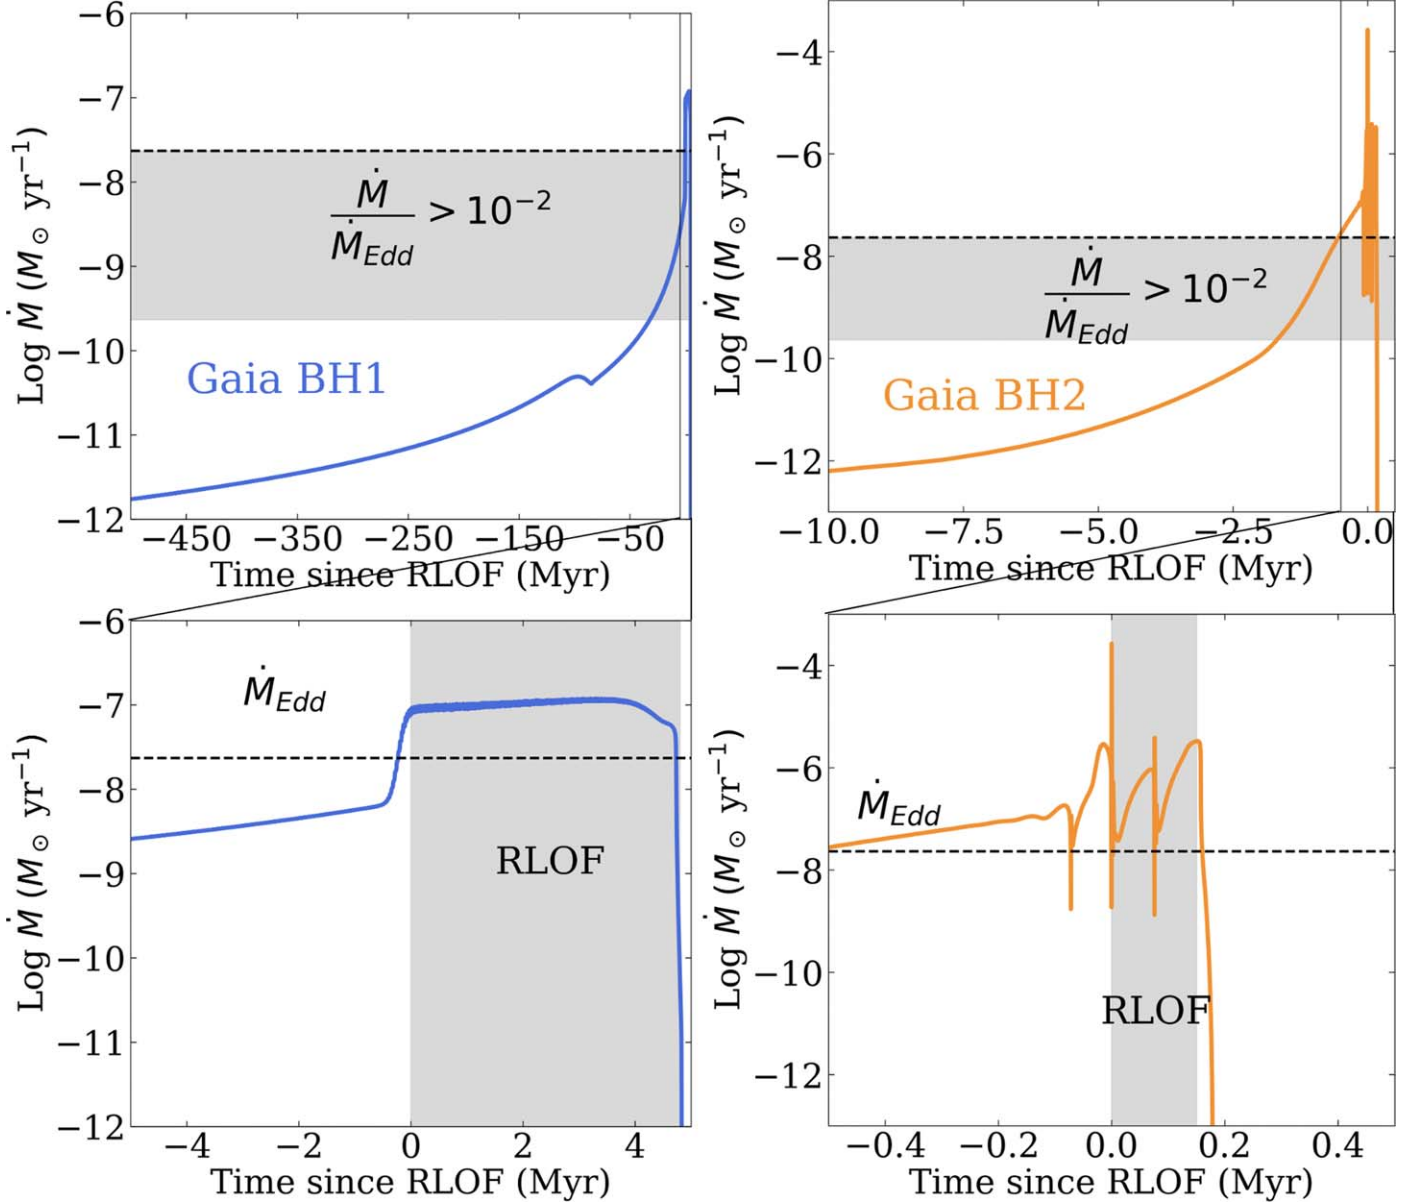 −6
−7
−8
−9
−10
−11
−12
Log Ṁ (M⊙ yr⁻¹)
Ṁ
Ṁ_Edd > 10⁻²
Gaia BH1
−450 −350 −250 −150 −50
Time since RLOF (Myr)
−4
−6
−8
−10
−12
Log Ṁ (M⊙ yr⁻¹)
Ṁ
Ṁ_Edd > 10⁻²
Gaia BH2
−10.0 −7.5 −5.0 −2.5 0.0
Time since RLOF (Myr)
−6
−7
−8
−9
−10
−11
−12
Log Ṁ (M⊙ yr⁻¹)
Ṁ_Edd
RLOF
−4 −2 0 2 4
Time since RLOF (Myr)
−4
−6
−8
−10
−12
Log Ṁ (M⊙ yr⁻¹)
Ṁ_Edd
RLOF
−0.4 −0.2 0.0 0.2 0.4
Time since RLOF (Myr)